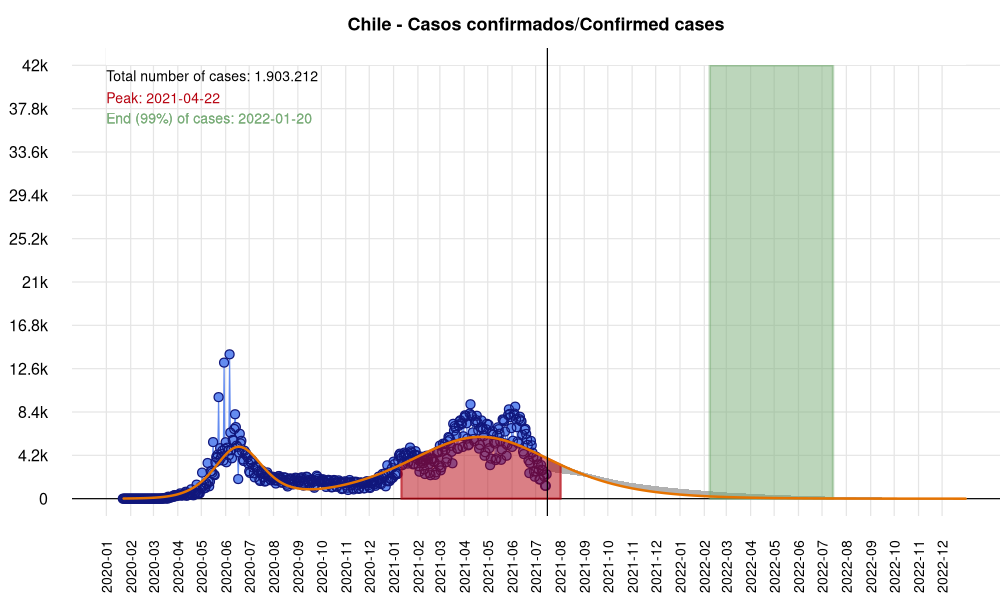 Chile - Casos confirmados/Confirmed cases
Total number of cases: 1.903.212
Peak: 2021-04-22
End (99%) of cases: 2022-01-20
42k
37.8k
33.6k
29.4k
25.2k
21k
16.8k
12.6k
8.4k
4.2k
0
2020-01
2020-02
2020-03
2020-04
2020-05
2020-06
2020-07
2020-08
2020-09
2020-10
2020-11
2020-12
2021-01
2021-02
2021-03
2021-04
2021-05
2021-06
2021-07
2021-08
2021-09
2021-10
2021-11
2021-12
2022-01
2022-02
2022-03
2022-04
2022-05
2022-06
2022-07
2022-08
2022-09
2022-10
2022-11
2022-12